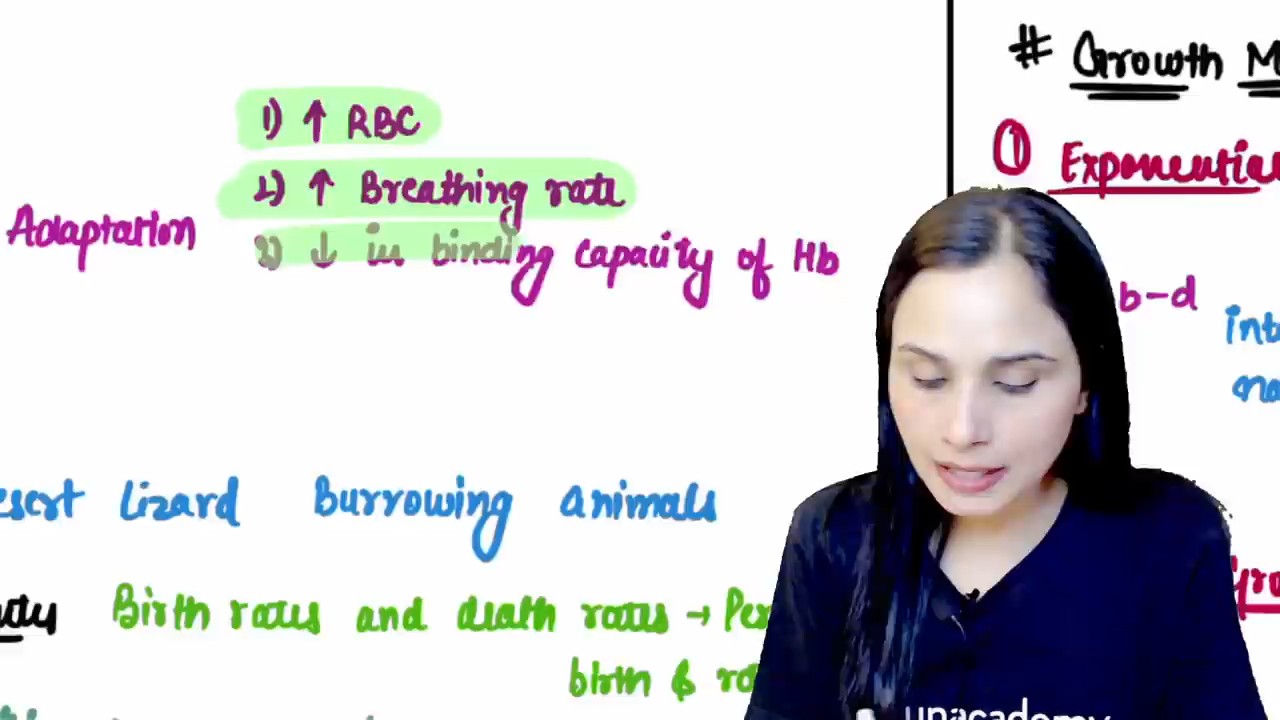 1) ↑ RBC
2) ↑ Breathing rate
Adaptation
3) ↓ in binding capacity of Hb
Lizard Burrowing animals
Birth rates and death rates →
birth &
# Growth
① 
b-d
unacademy